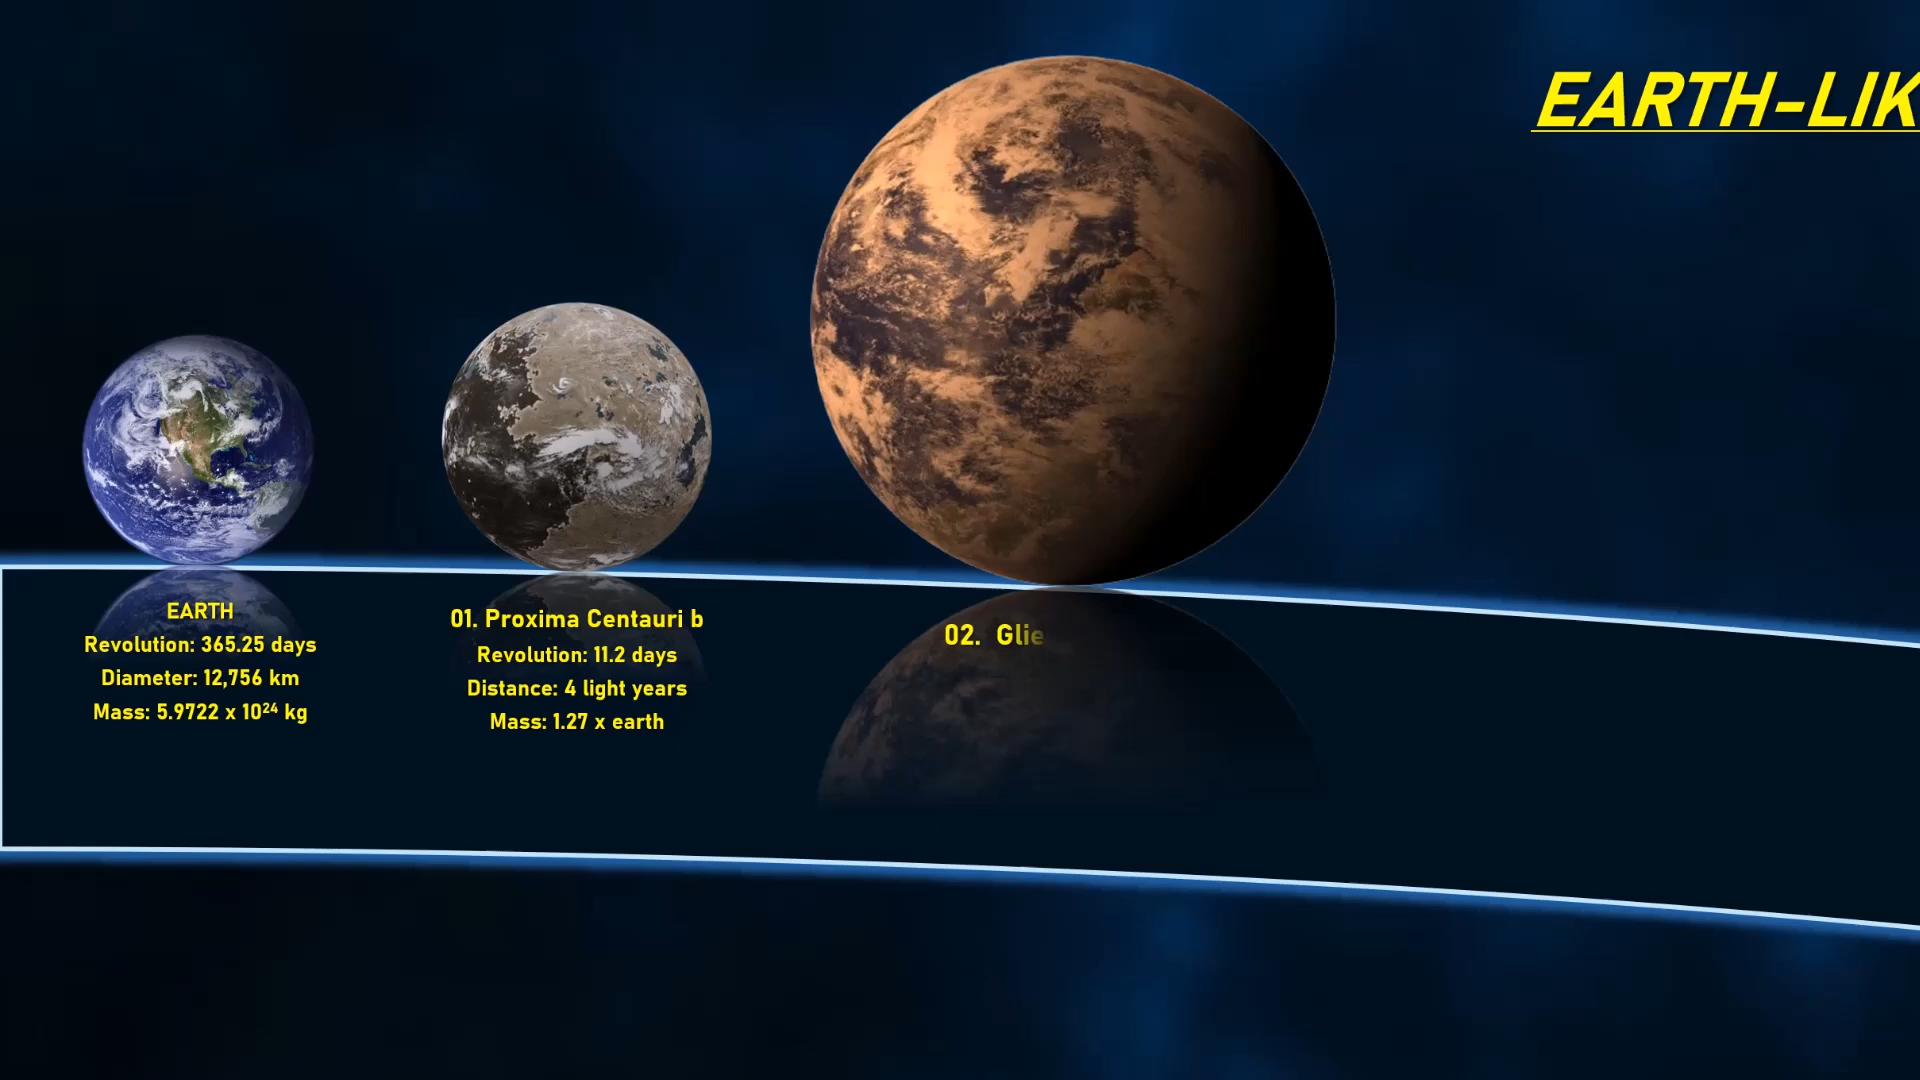 EARTH-LIK
EARTH
Revolution: 365.25 days
Diameter: 12,756 km
Mass: 5.9722 x 10²⁴ kg
01. Proxima Centauri b
Revolution: 11.2 days
Distance: 4 light years
Mass: 1.27 x earth
02. Glie